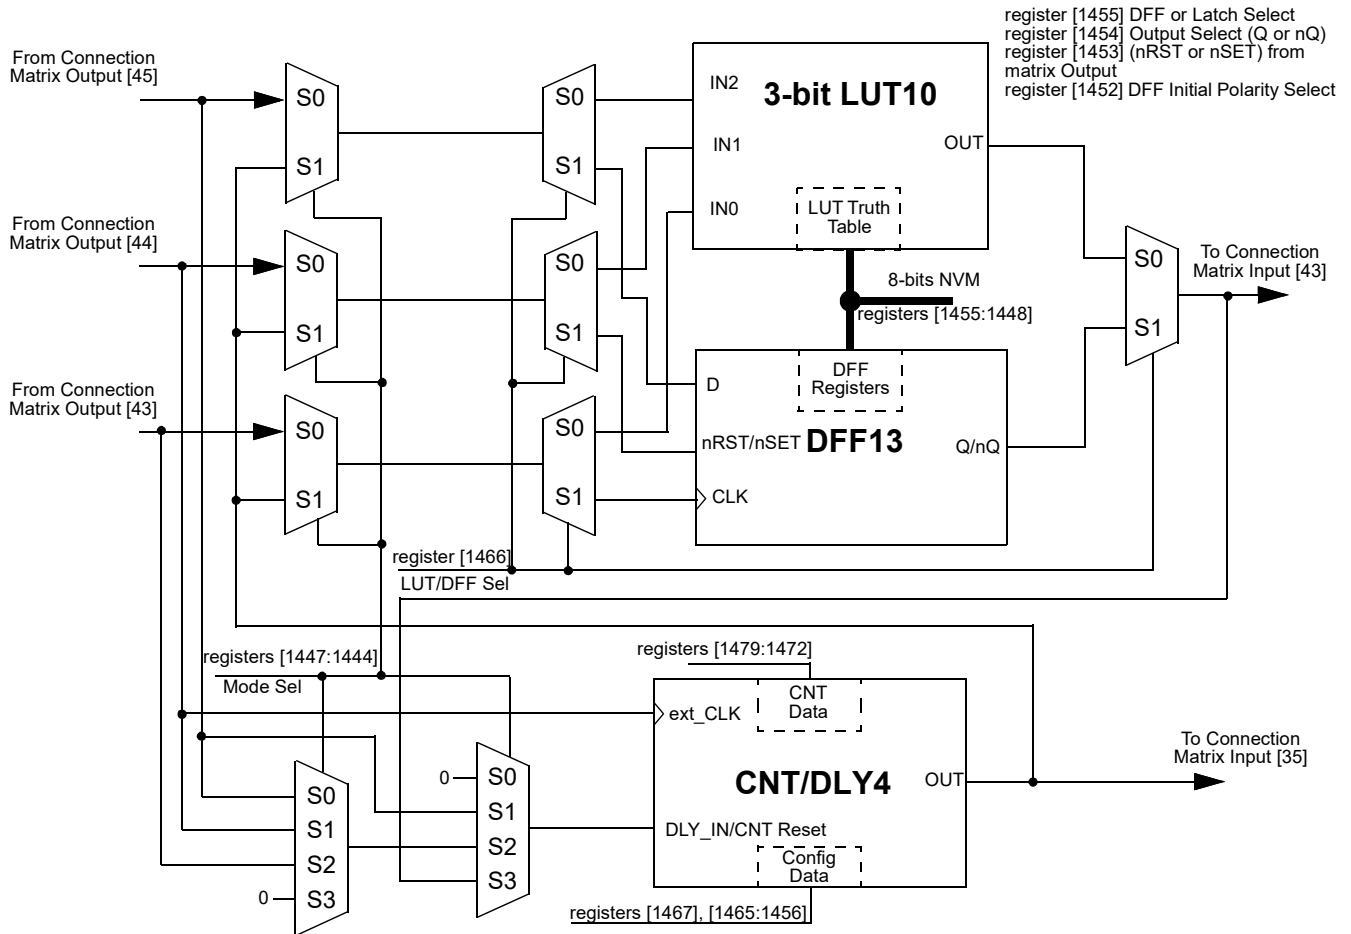 register [1455] DFF or Latch Select
register [1454] Output Select (Q or nQ)
register [1453] (nRST or nSET) from
matrix Output
register [1452] DFF Initial Polarity Select
From Connection
Matrix Output [45]
S0
S1
S0
S1
IN2
3-bit LUT10
IN1
OUT
IN0
LUT Truth
Table
From Connection
Matrix Output [44]
S0
S1
S0
S1
8-bits NVM
registers [1455:1448]
S0
S1
To Connection
Matrix Input [43]
From Connection
Matrix Output [43]
S0
S1
S0
S1
D
DFF
Registers
nRST/nSET
DFF13
Q/nQ
CLK
register [1466]
LUT/DFF Sel
registers [1447:1444]
Mode Sel
registers [1479:1472]
ext_CLK
CNT
Data
CNT/DLY4
OUT
To Connection
Matrix Input [35]
DLY_IN/CNT Reset
Config
Data
registers [1467], [1465:1456]
S0
S1
S2
0
S3
0
S0
S1
S2
S3